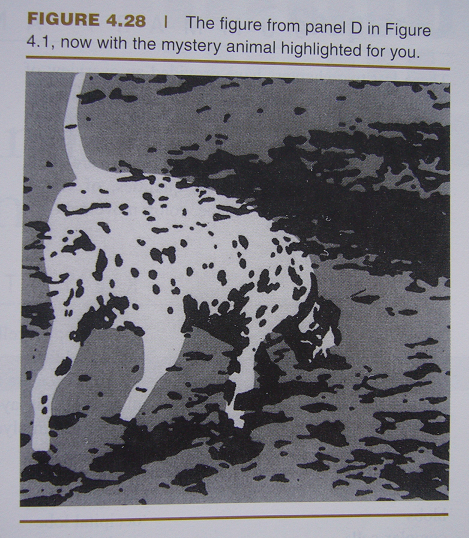 FIGURE 4.28 | The figure from panel D in Figure
4.1, now with the mystery animal highlighted for you.